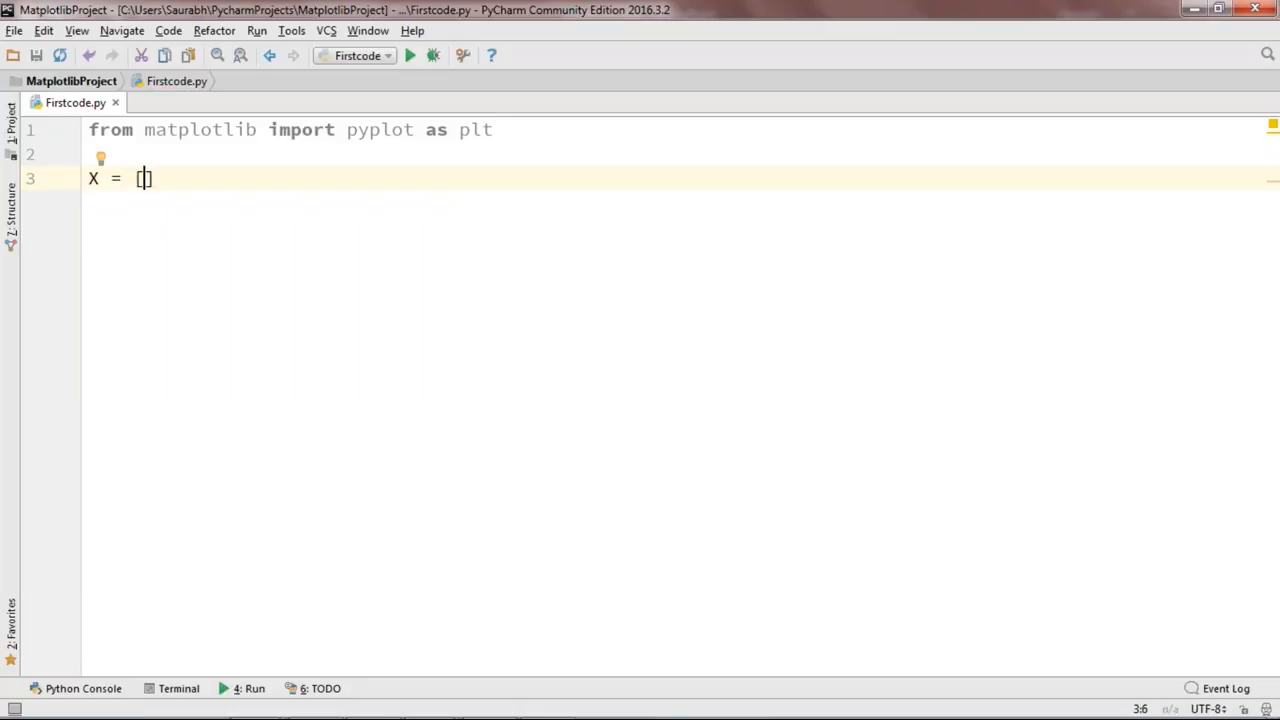 MatplotlibProject - [C:\Users\Saurabh\PycharmProjects\MatplotlibProject] - ...\Firstcode.py - PyCharm Community Edition 2016.3.2
File Edit View Navigate Code Refactor Run Tools VCS Window Help
Firstcode
MatplotlibProject Firstcode.py
Firstcode.py
1: Project
7: Structure
2: Favorites
1 from matplotlib import pyplot as plt
2
3 X = []
Python Console Terminal 4: Run 6: TODO Event Log
3:6 n/a UTF-8